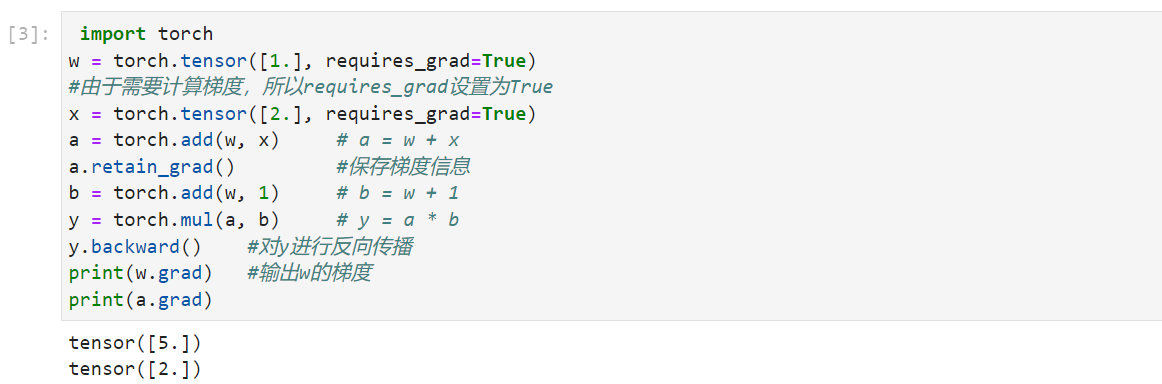 [3]: import torch
w = torch.tensor([1.], requires_grad=True)
#由于需要计算梯度，所以requires_grad设置为True
x = torch.tensor([2.], requires_grad=True)
a = torch.add(w, x)     # a = w + x
a.retain_grad()         #保存梯度信息
b = torch.add(w, 1)     # b = w + 1
y = torch.mul(a, b)     # y = a * b
y.backward()    #对y进行反向传播
print(w.grad)   #输出w的梯度
print(a.grad)
tensor([5.])
tensor([2.])